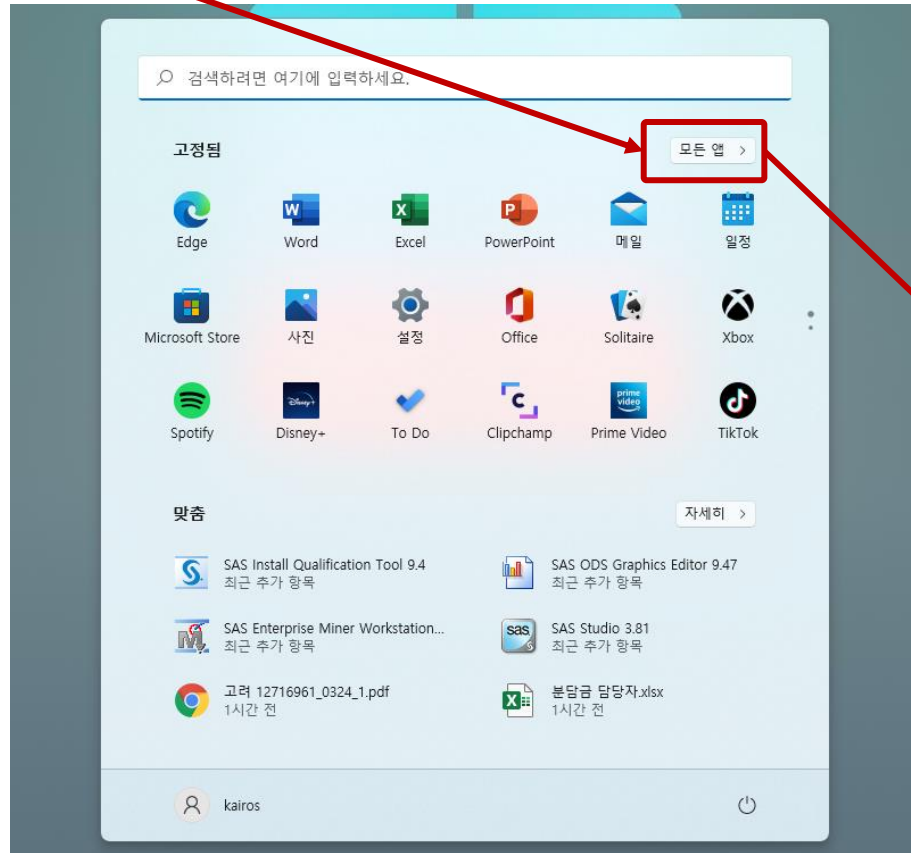 검색하려면 여기에 입력하세요.
고정됨
모든 앱
Edge
Word
Excel
PowerPoint
메일
일정
Microsoft Store
사진
설정
Office
Solitaire
Xbox
Spotify
Disney+
To Do
Clipchamp
prime video
Prime Video
TikTok
맞춤
자세히
SAS Install Qualification Tool 9.4
최근 추가 항목
SAS ODS Graphics Editor 9.47
최근 추가 항목
SAS Enterprise Miner Workstation...
최근 추가 항목
sas
SAS Studio 3.81
최근 추가 항목
고려 12716961_0324_1.pdf
1시간 전
분담금 담당자.xlsx
1시간 전
kairos